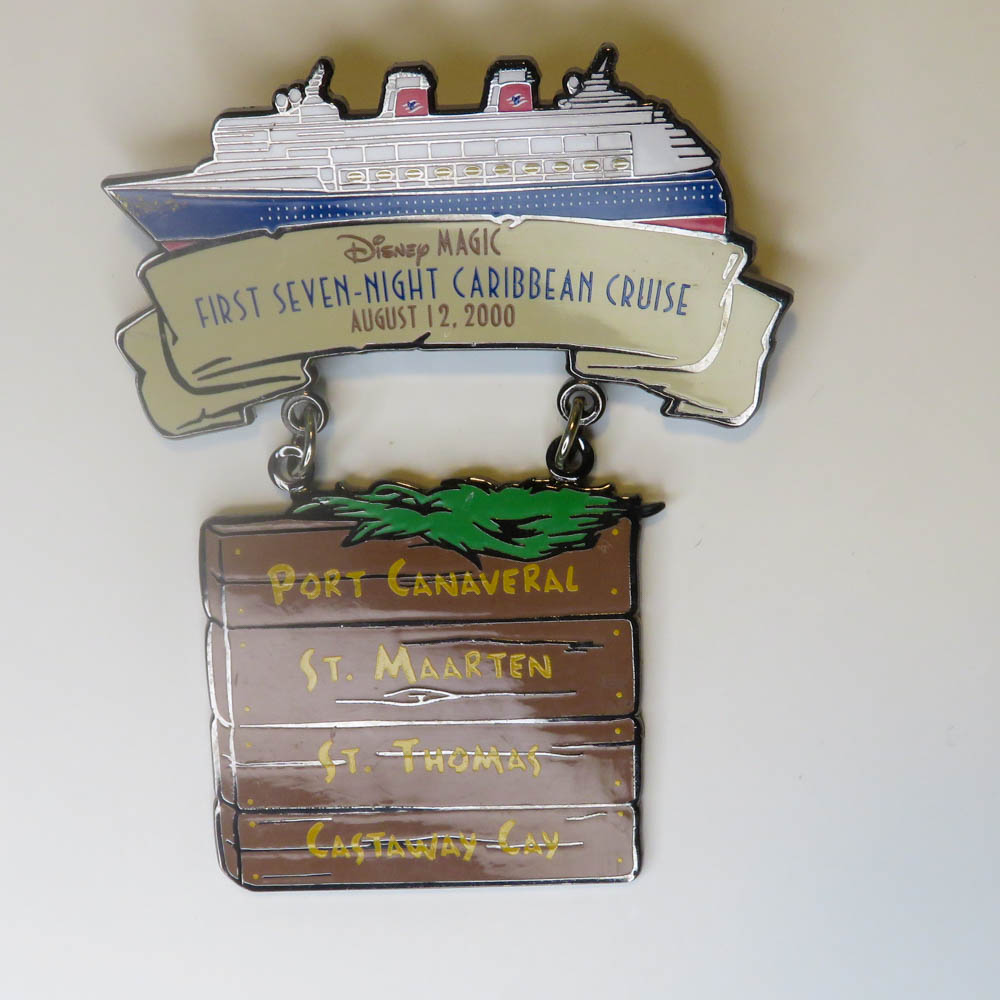 Disney MAGIC
FIRST SEVEN-NIGHT CARIBBEAN CRUISE
AUGUST 12, 2000
PORT CANAVERAL
ST. MAARTEN
ST. THOMAS
CASTAWAY CAY